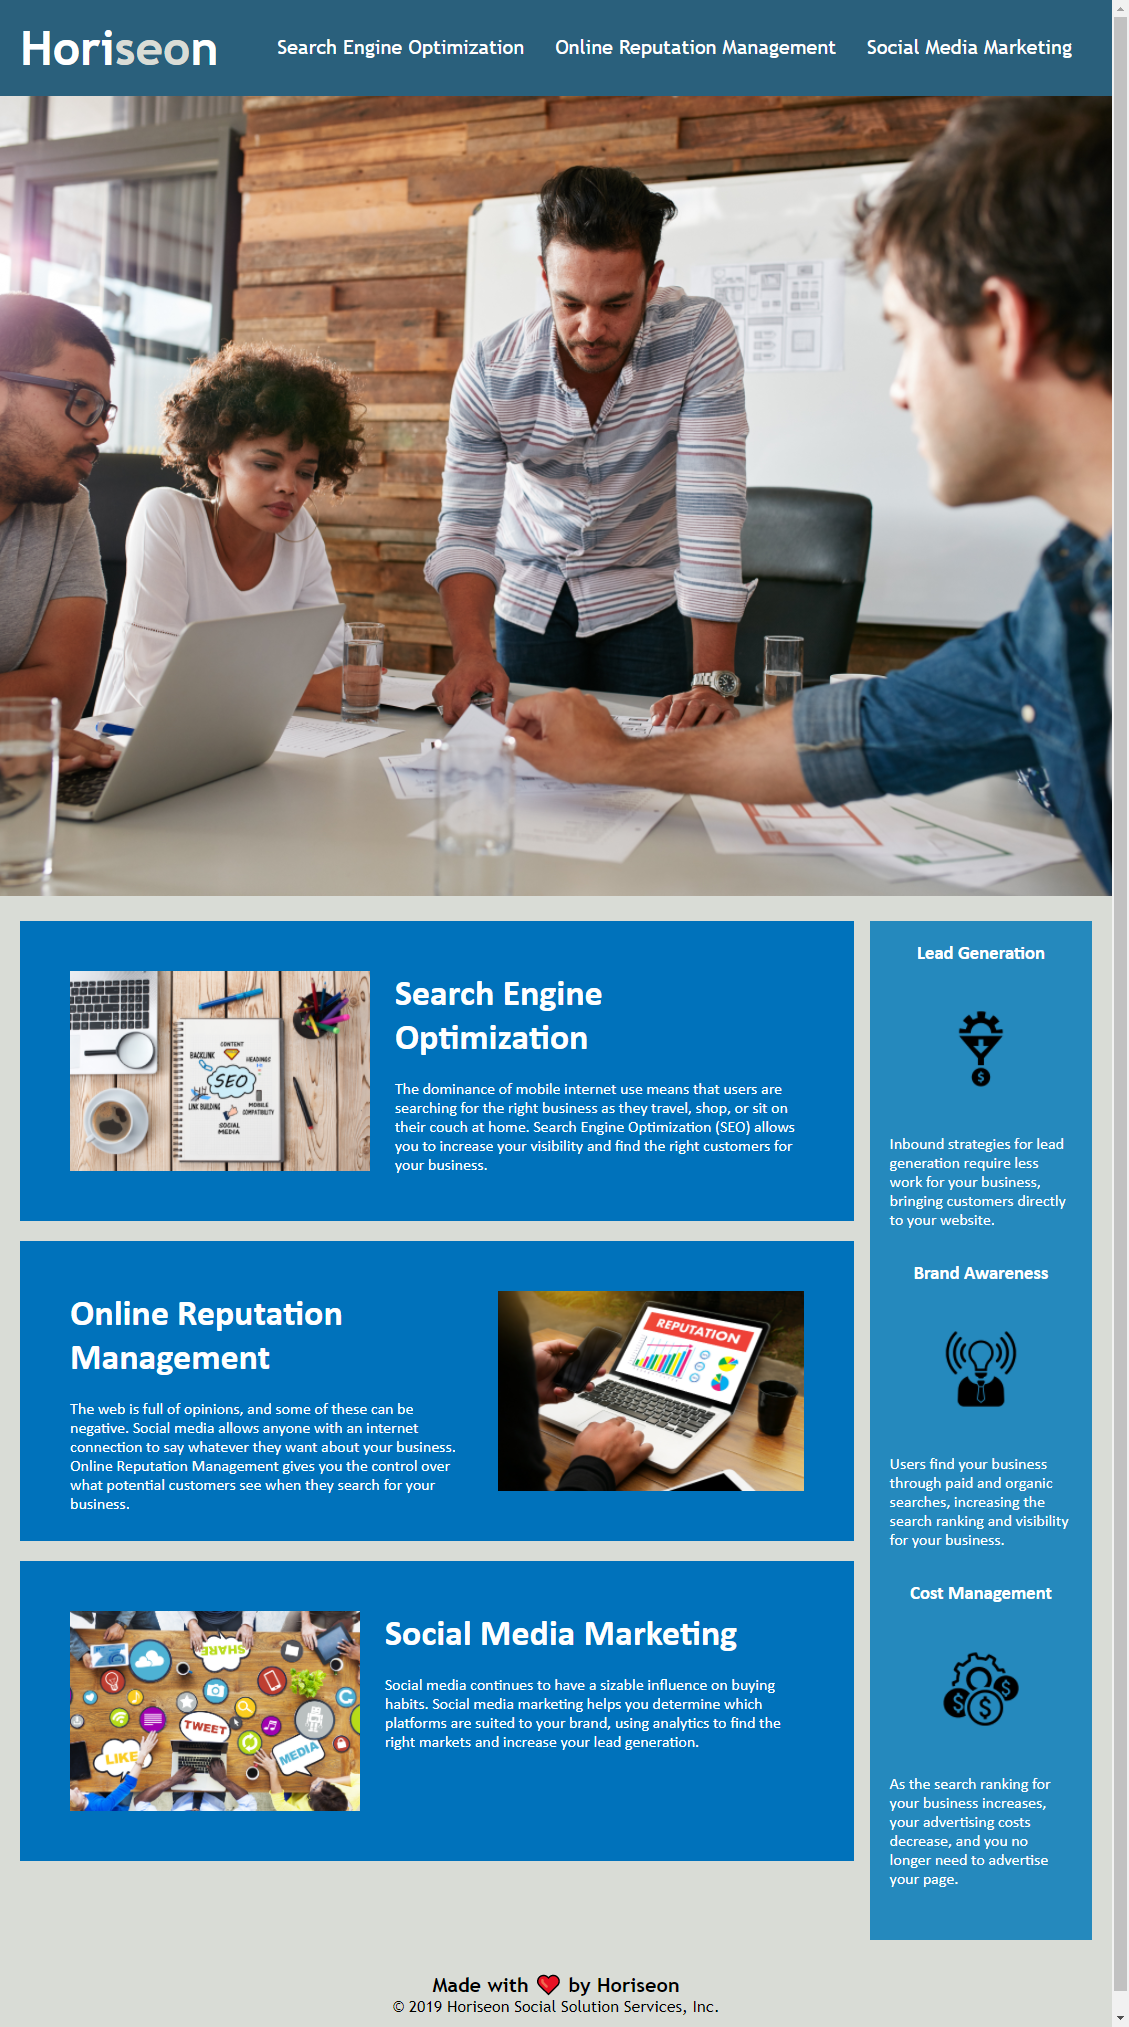 Horiseon
Search Engine Optimization
Online Reputation Management
Social Media Marketing
CONTENT
BACKLINK
HEADINGS
SEO
LINK BUILDING
MOBILE
COMPATIBILITY
SOCIAL
MEDIA
Search Engine
Optimization
The dominance of mobile internet use means that users are
searching for the right business as they travel, shop, or sit on
their couch at home. Search Engine Optimization (SEO) allows
you to increase your visibility and find the right customers for
your business.
Online Reputation
Management
The web is full of opinions, and some of these can be
negative. Social media allows anyone with an internet
connection to say whatever they want about your business.
Online Reputation Management gives you the control over
what potential customers see when they search for your
business.
REPUTATION
SHARE
TWEET
LIKE
MEDIA
Social Media Marketing
Social media continues to have a sizable influence on buying
habits. Social media marketing helps you determine which
platforms are suited to your brand, using analytics to find the
right markets and increase your lead generation.
Lead Generation
$
Inbound strategies for lead
generation require less
work for your business,
bringing customers directly
to your website.
Brand Awareness
Users find your business
through paid and organic
searches, increasing the
search ranking and visibility
for your business.
Cost Management
€ $ $
As the search ranking for
your business increases,
your advertising costs
decrease, and you no
longer need to advertise
your page.
Made with ❤️ by Horiseon
© 2019 Horiseon Social Solution Services, Inc.